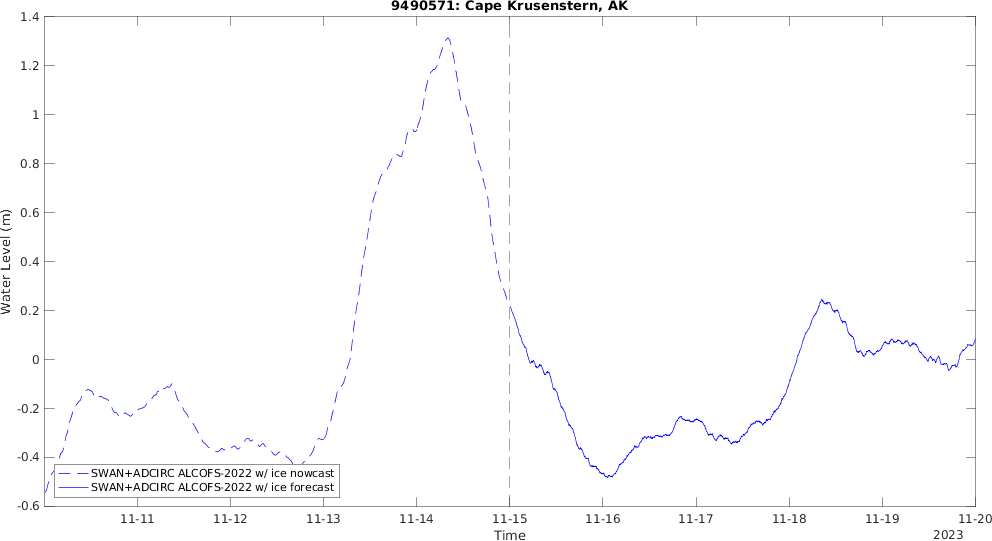 9490571: Cape Krusenstern, AK
1.4
1.2
1
0.8
0.6
0.4
0.2
0
-0.2
-0.4
-0.6
Water Level (m)
SWAN+ADCIRC ALCOFS-2022 w/ ice nowcast
SWAN+ADCIRC ALCOFS-2022 w/ ice forecast
11-11 11-12 11-13 11-14 11-15 11-16 11-17 11-18 11-19 11-20
Time
2023